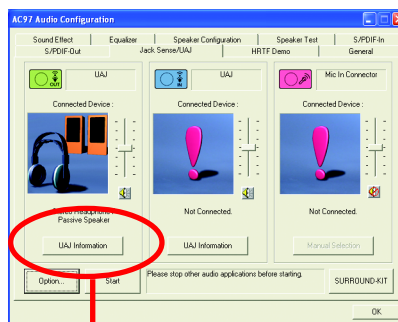 AC97 Audio Configuration
Sound Effect Equalizer Speaker Configuration Speaker Test S/PDIF-In
S/PDIF-Out Jack Sense/UAJ HRTF Demo General
OUT UAJ IN UAJ Mic In Connector
Connected Device : Connected Device : Connected Device :
Passive Speaker Not Connected. Not Connected.
UAJ Information UAJ Information Manual Selection
Option... Start Please stop other audio applications before starting. SURROUND-KIT
OK